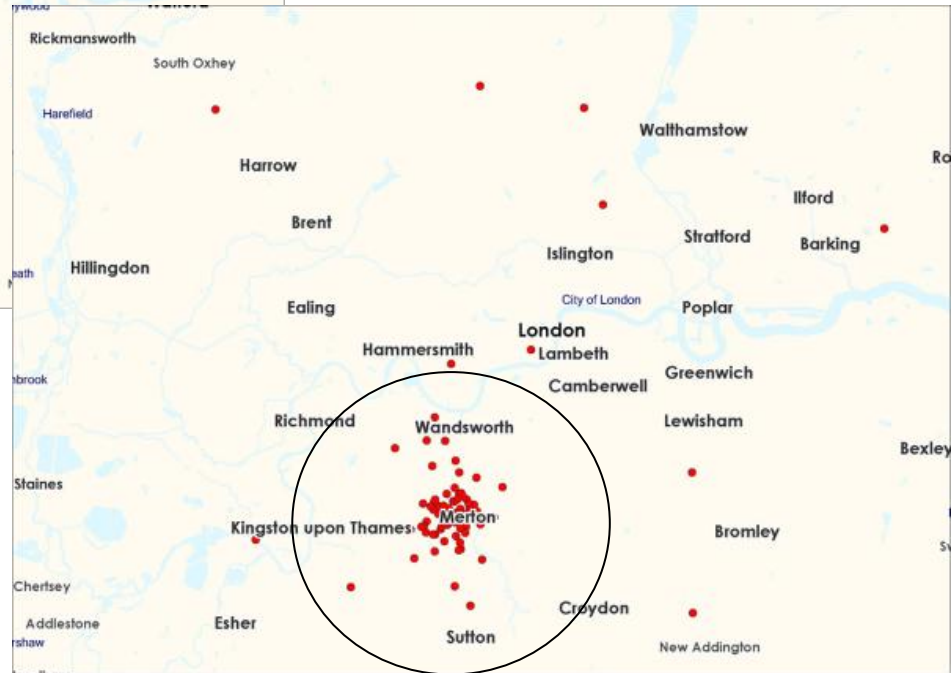 Rickmansworth
South Oxhey
Harefield
Walthamstow
Harrow
Ilford
Brent
Stratford
Barking
Islington
Hillingdon
City of London
Ealing
Poplar
London
Hammersmith
Lambeth
Greenwich
Camberwell
Richmond
Wandsworth
Lewisham
Bexley
Staines
Merton
Kingston upon Thames
Bromley
Chertsey
Croydon
Addlestone
Esher
Sutton
New Addington